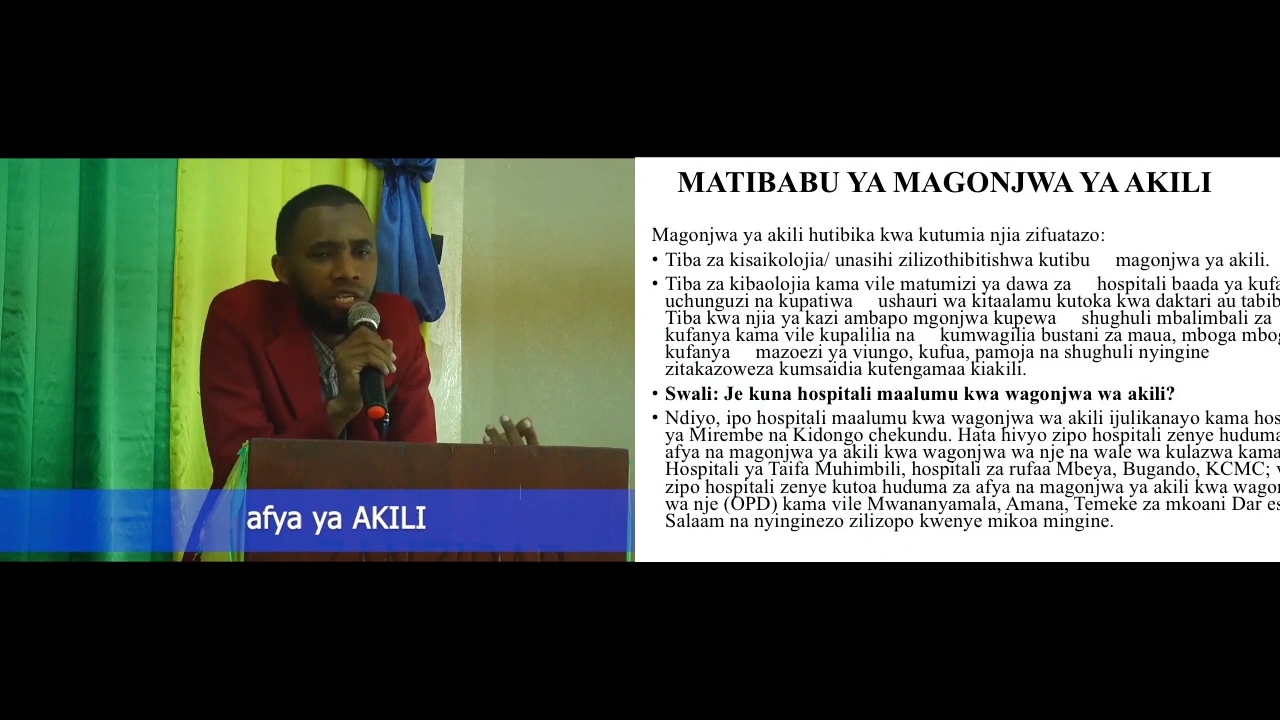 MATIBABU YA MAGONJWA YA AKILI
Magonjwa ya akili hutibika kwa kutumia njia zifuatazo:
• Tiba za kisaikolojia/ unasihi zilizothibitishwa kutibu magonjwa ya akili.
• Tiba za kibaolojia kama vile matumizi ya dawa za hospitali baada ya
uchunguzi na kupatiwa ushauri wa kitaalamu kutoka kwa daktari au
Tiba kwa njia ya kazi ambapo mgonjwa kupewa shughuli mbalimbali za
kufanya kama vile kupalilia na kumwagilia bustani za maua, mboga
kufanya mazoezi ya viungo, kufua, pamoja na shughuli nyingine
zitakazoweza kumsaidia kutengamaa kiakili.
• Swali: Je kuna hospitali maalumu kwa wagonjwa wa akili?
• Ndiyo, ipo hospitali maalumu kwa wagonjwa wa akili ijulikanayo kama
ya Mirembe na Kidongo chekundu. Hata hivyo zipo hospitali zenye huduma
afya na magonjwa ya akili kwa wagonjwa wa nje na wale wa kulazwa kama
Hospitali ya Taifa Muhimbili, hospitali za rufaa Mbeya, Bugando, KCMC;
zipo hospitali zenye kutoa huduma za afya na magonjwa ya akili kwa
wa nje (OPD) kama vile Mwananyamala, Amana, Temeke za mkoani Dar es
Salaam na nyinginezo zilizopo kwenye mikoa mingine.
afya ya AKILI